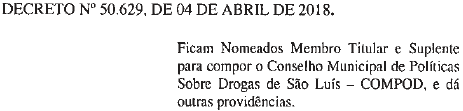 DECRETO Nº 50.629, DE 04 DE ABRIL DE 2018.
Ficam Nomeados Membro Titular e Suplente
para compor o Conselho Municipal de Políticas
Sobre Drogas de São Luís – COMPOD, e dá
outras providências.